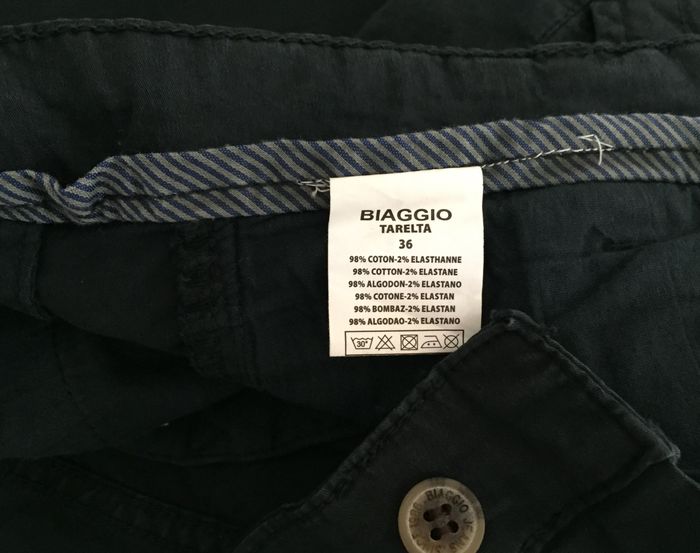 BIAGGIO
TARELTA
36
98% COTON-2% ELASTHANNE
98% COTTON-2% ELASTANE
98% ALGODON-2% ELASTANO
98% COTONE-2% ELASTAN
98% BOMBAZ-2% ELASTAN
98% ALGODAO-2% ELASTANO
30°
BIAGGIO